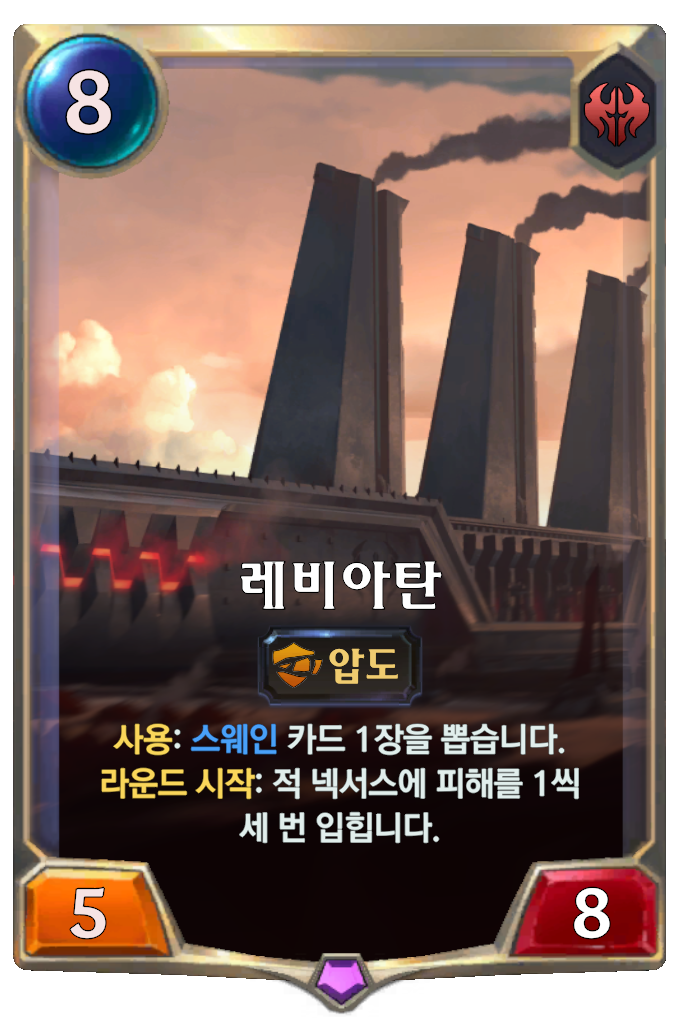 8
레비아탄
압도
사용: 스웨인 카드 1장을 뽑습니다.
라운드 시작: 적 넥서스에 피해를 1씩
세 번 입힙니다.
5
8